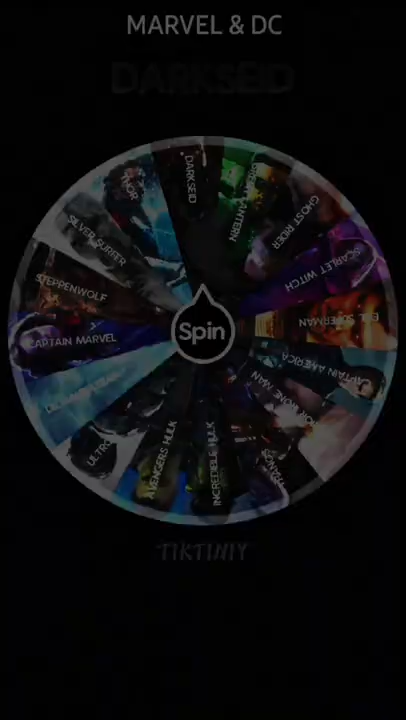 MARVEL & DC
DARKSEID
DARKSEID
GREEN LANTERN
GHOST RIDER
SCARLET WITCH
EVIL SUPERMAN
CAPTAIN AMERICA
IRON MAN
THANOS
INCREDIBLE HULK
AVENGERS HULK
ULTRON
CAPTAIN MARVEL
STEPPENWOLF
SILVER SURFER
THOR
Spin
TIKTINIY